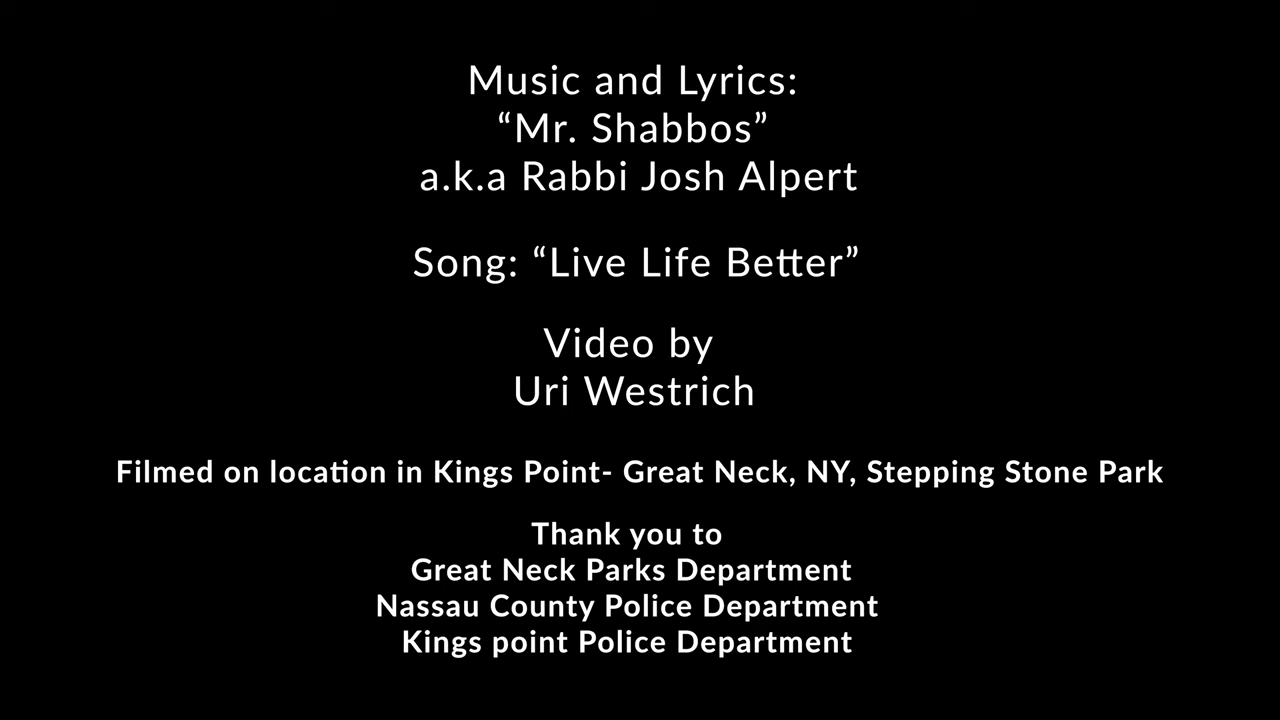 Music and Lyrics:
“Mr. Shabbos”
a.k.a Rabbi Josh Alpert
Song: “Live Life Better”
Video by
Uri Westrich
Filmed on location in Kings Point- Great Neck, NY, Stepping Stone Park
Thank you to
Great Neck Parks Department
Nassau County Police Department
Kings point Police Department